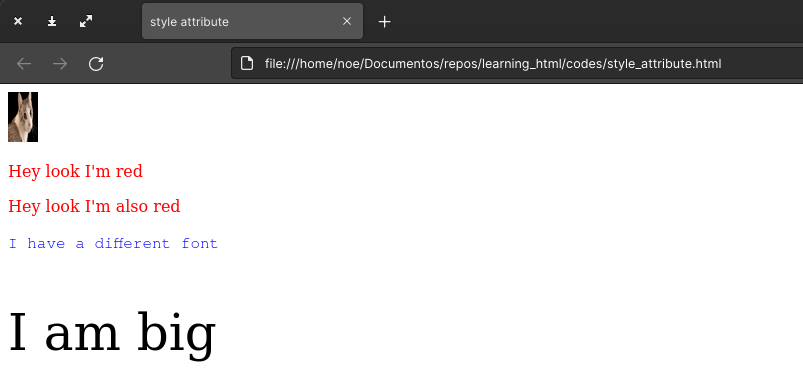 style attribute
file:///home/noe/Documentos/repos/learning_html/codes/style_attribute.html
Hey look I'm red
Hey look I'm also red
I have a different font
I am big